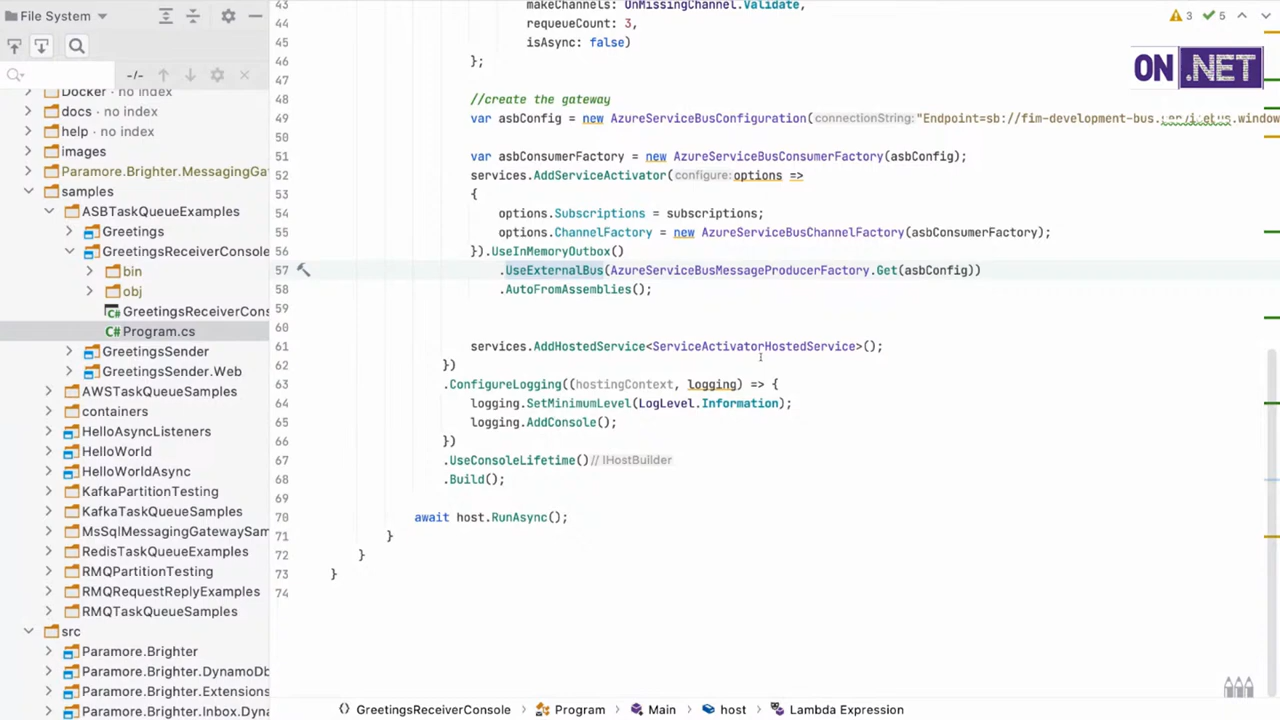 File System
-/-
Docker no index
docs no index
help no index
images
Paramore.Brighter.MessagingGa
samples
ASBTaskQueueExamples
Greetings
GreetingsReceiverConsole
bin
obj
C# GreetingsReceiverCons
C# Program.cs
GreetingsSender
GreetingsSender.Web
AWSTaskQueueSamples
containers
HelloAsyncListeners
HelloWorld
HelloWorldAsync
KafkaPartitionTesting
KafkaTaskQueueSamples
MsSqlMessagingGatewaySam
RedisTaskQueueExamples
RMQPartitionTesting
RMQRequestReplyExamples
RMQTaskQueueSamples
src
Paramore.Brighter
Paramore.Brighter.DynamoDb
Paramore.Brighter.Extensions
Paramore.Brighter.Inbox.Dyna
3 5
ON .NET
43 makeChannels: OnMissingChannel.Validate,
44 requeueCount: 3,
45 isAsync: false)
46 };
47
48 //create the gateway
49 var asbConfig = new AzureServiceBusConfiguration( connectionString: "Endpoint=sb://fim-development-bus.servicebus.window
50
51 var asbConsumerFactory = new AzureServiceBusConsumerFactory(asbConfig);
52 services.AddServiceActivator( configure: options =>
53 {
54 options.Subscriptions = subscriptions;
55 options.ChannelFactory = new AzureServiceBusChannelFactory(asbConsumerFactory);
56 }).UseInMemoryOutbox()
57 .UseExternalBus(AzureServiceBusMessageProducerFactory.Get(asbConfig))
58 .AutoFromAssemblies();
59
60
61 services.AddHostedService<ServiceActivatorHostedService>();
62 })
63 .ConfigureLogging((hostingContext, logging) => {
64 logging.SetMinimumLevel(LogLevel.Information);
65 logging.AddConsole();
66 })
67 .UseConsoleLifetime() // IHostBuilder
68 .Build();
69
70 await host.RunAsync();
71 }
72 }
73 }
74
{} GreetingsReceiverConsole Program Main host Lambda Expression